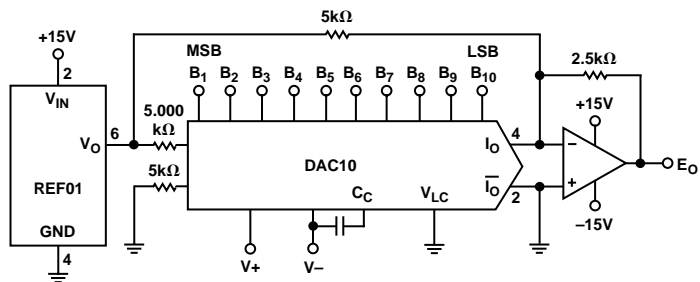 5kΩ
+15V
MSB
LSB
2
B1 B2 B3 B4 B5 B6 B7 B8 B9 B10
2.5kΩ
VIN
5.000
kΩ
+15V
VO
6
IO
4
–
DAC10
EO
REF01
5kΩ
CC
VLC
IO
2
+
–15V
GND
4
V+
V–